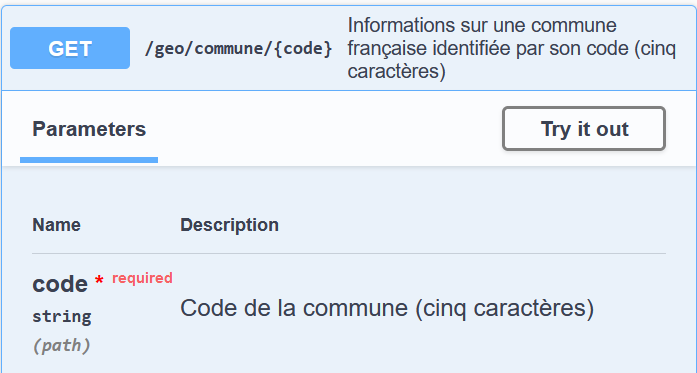 GET /geo/commune/{code} Informations sur une commune
française identifiée par son code (cinq
caractères)
Parameters Try it out
Name Description
code * required
string
(path)
Code de la commune (cinq caractères)